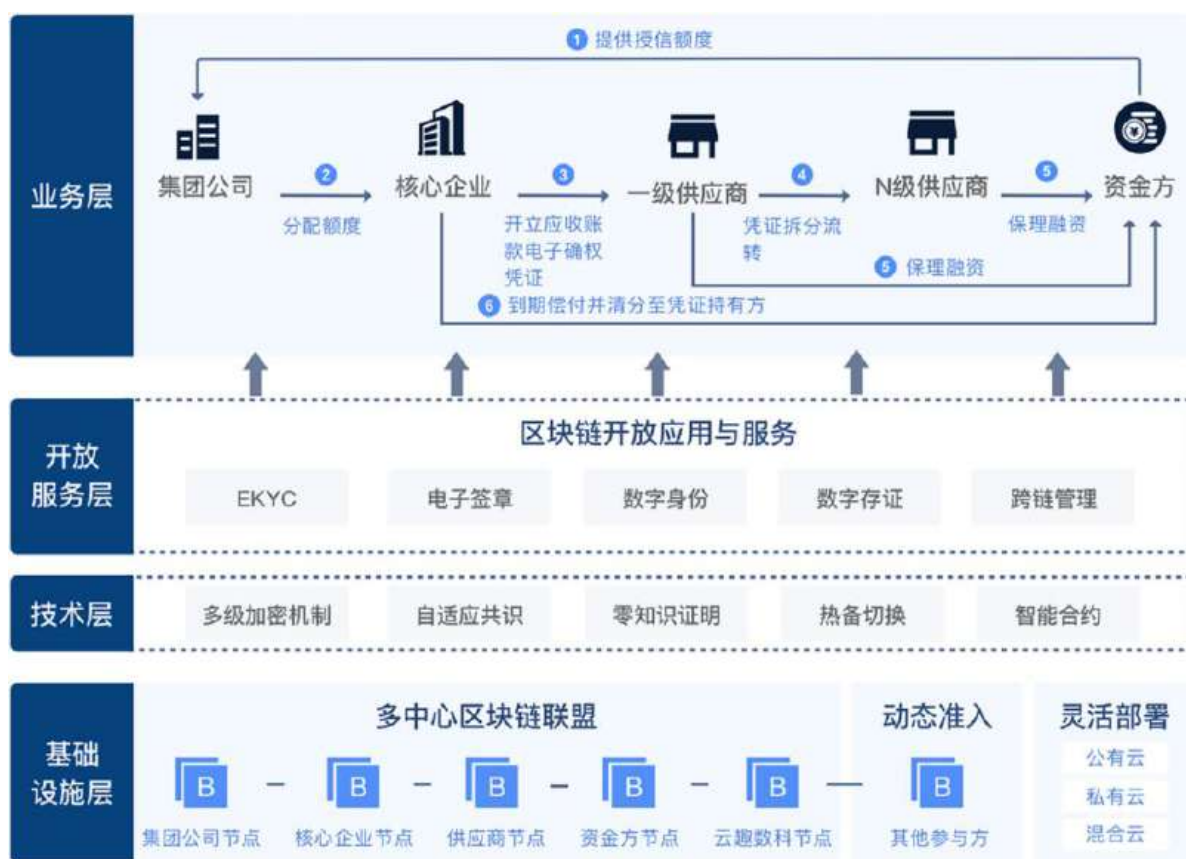 业务层
1 提供授信额度
集团公司
2
分配额度
核心企业
3
开立应收账
款电子确权
凭证
一级供应商
4
凭证拆分流
转
N级供应商
5
保理融资
资金方
5 保理融资
6 到期偿付并清分至凭证持有方
开放
服务层
区块链开放应用与服务
EKYC
电子签章
数字身份
数字存证
跨链管理
技术层
多级加密机制
自适应共识
零知识证明
热备切换
智能合约
基础
设施层
多中心区块链联盟
B
集团公司节点
B
核心企业节点
B
供应商节点
B
资金方节点
B
云趣数科节点
动态准入
B
其他参与方
灵活部署
公有云
私有云
混合云